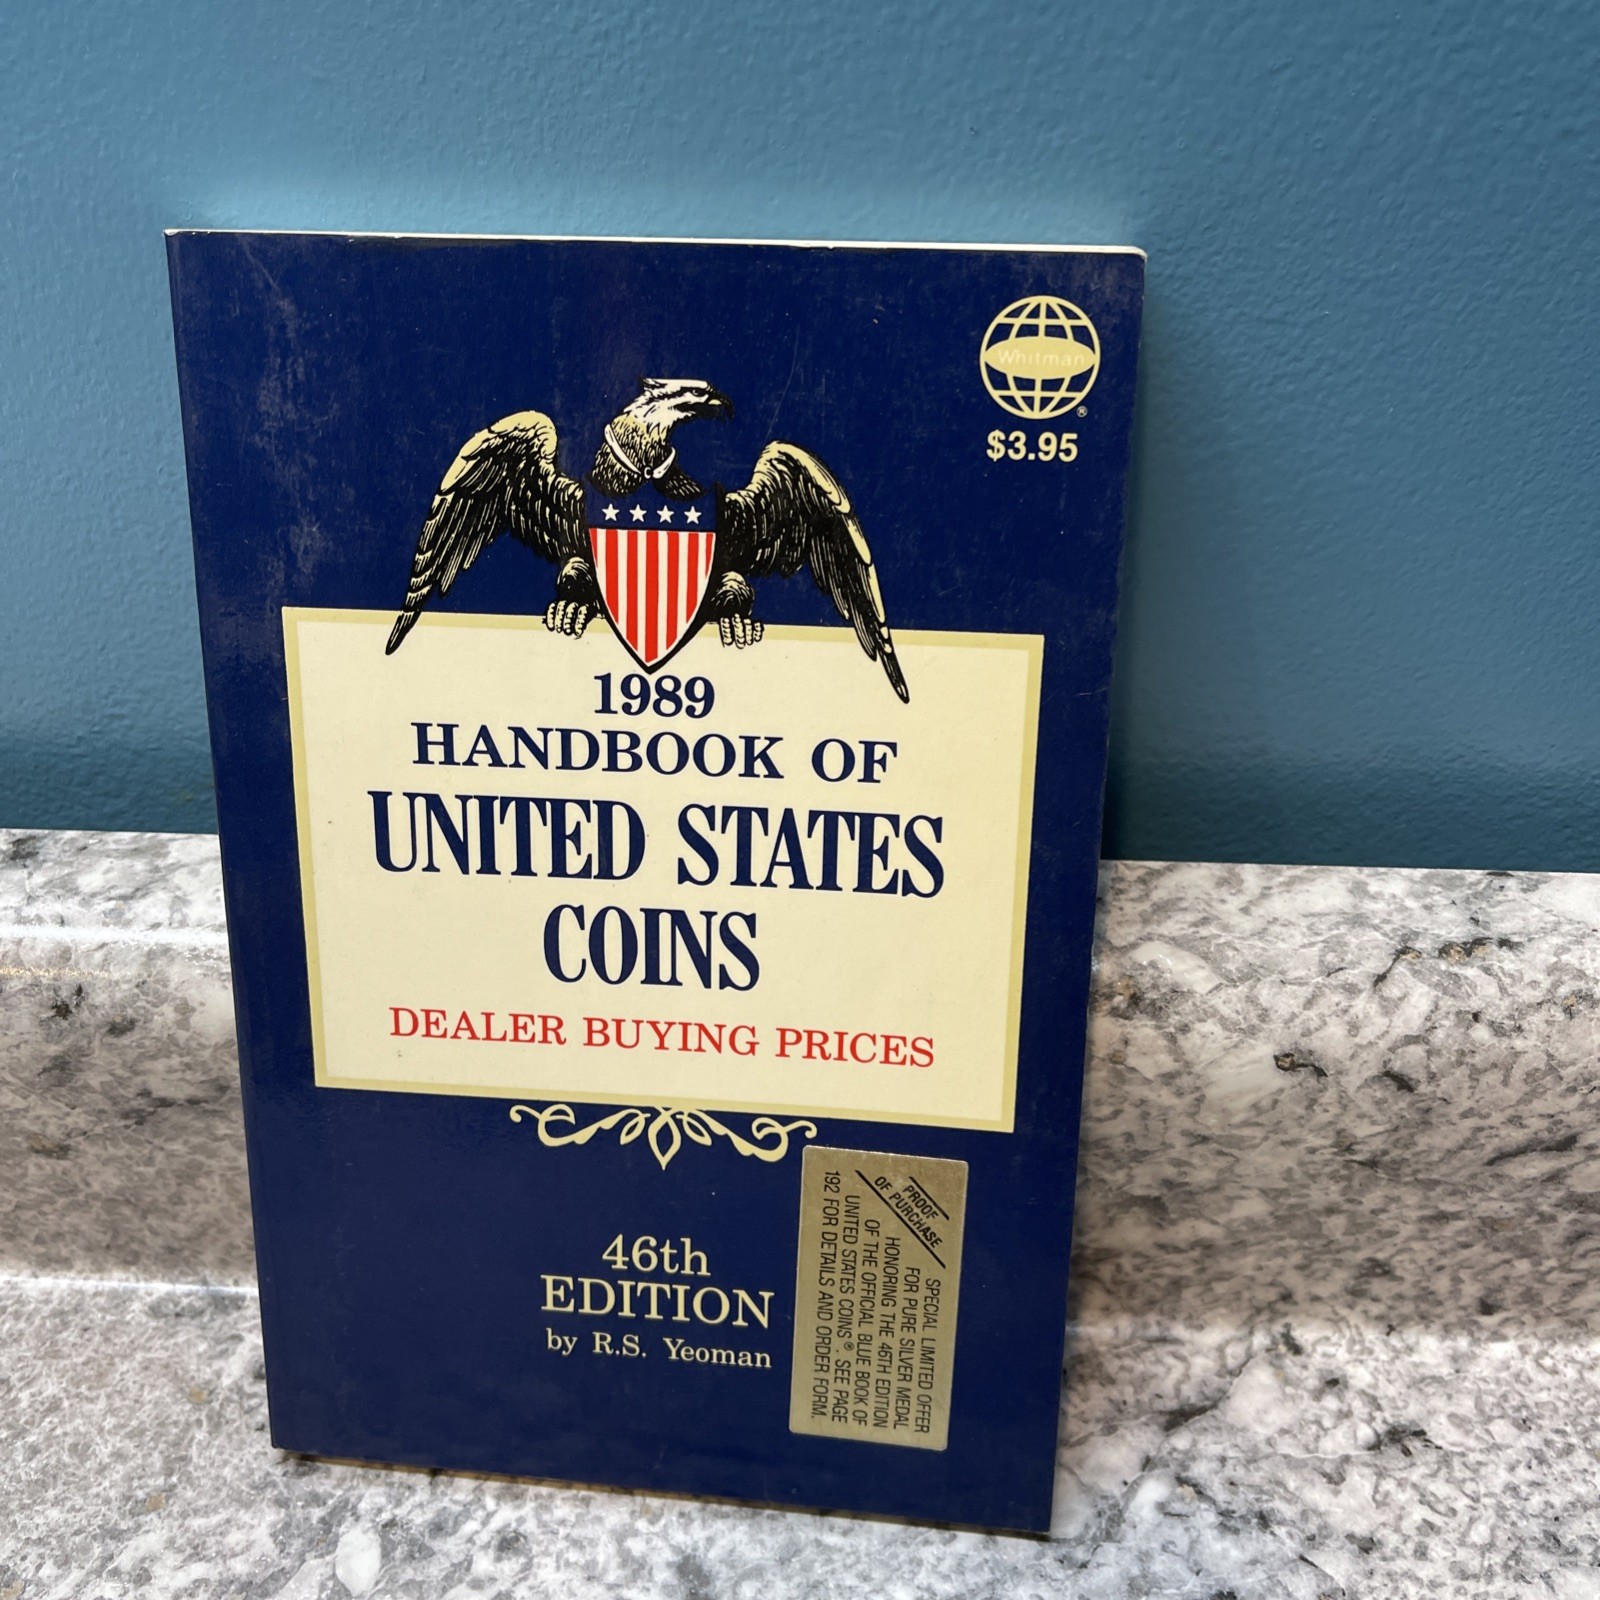 Whitman
®
$3.95
1989
HANDBOOK OF
UNITED STATES
COINS
DEALER BUYING PRICES
46th
EDITION
by R.S. Yeoman
PROOF
OF PURCHASE
SPECIAL LIMITED OFFER
FOR PURE SILVER MEDAL
HONORING THE 46TH EDITION
OF THE OFFICIAL BLUE BOOK OF
UNITED STATES COINS®. SEE PAGE
192 FOR DETAILS AND ORDER FORM.